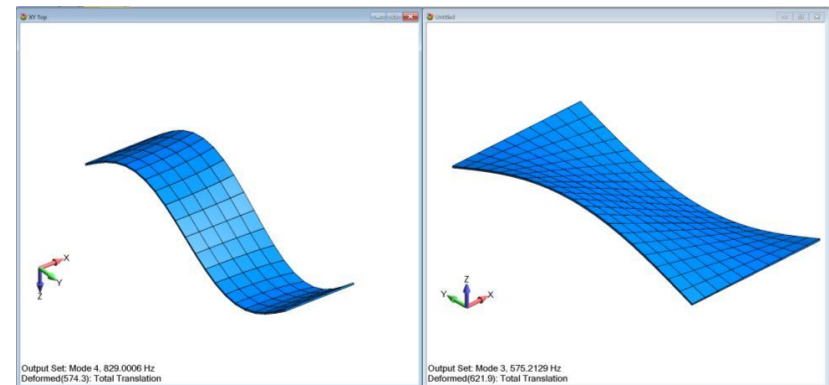 XY Top
Untitled
X
Y
Z
Output Set: Mode 4, 829.0006 Hz
Deformed(574.3): Total Translation
Z
Y
X
Output Set: Mode 3, 575.2129 Hz
Deformed(621.9): Total Translation